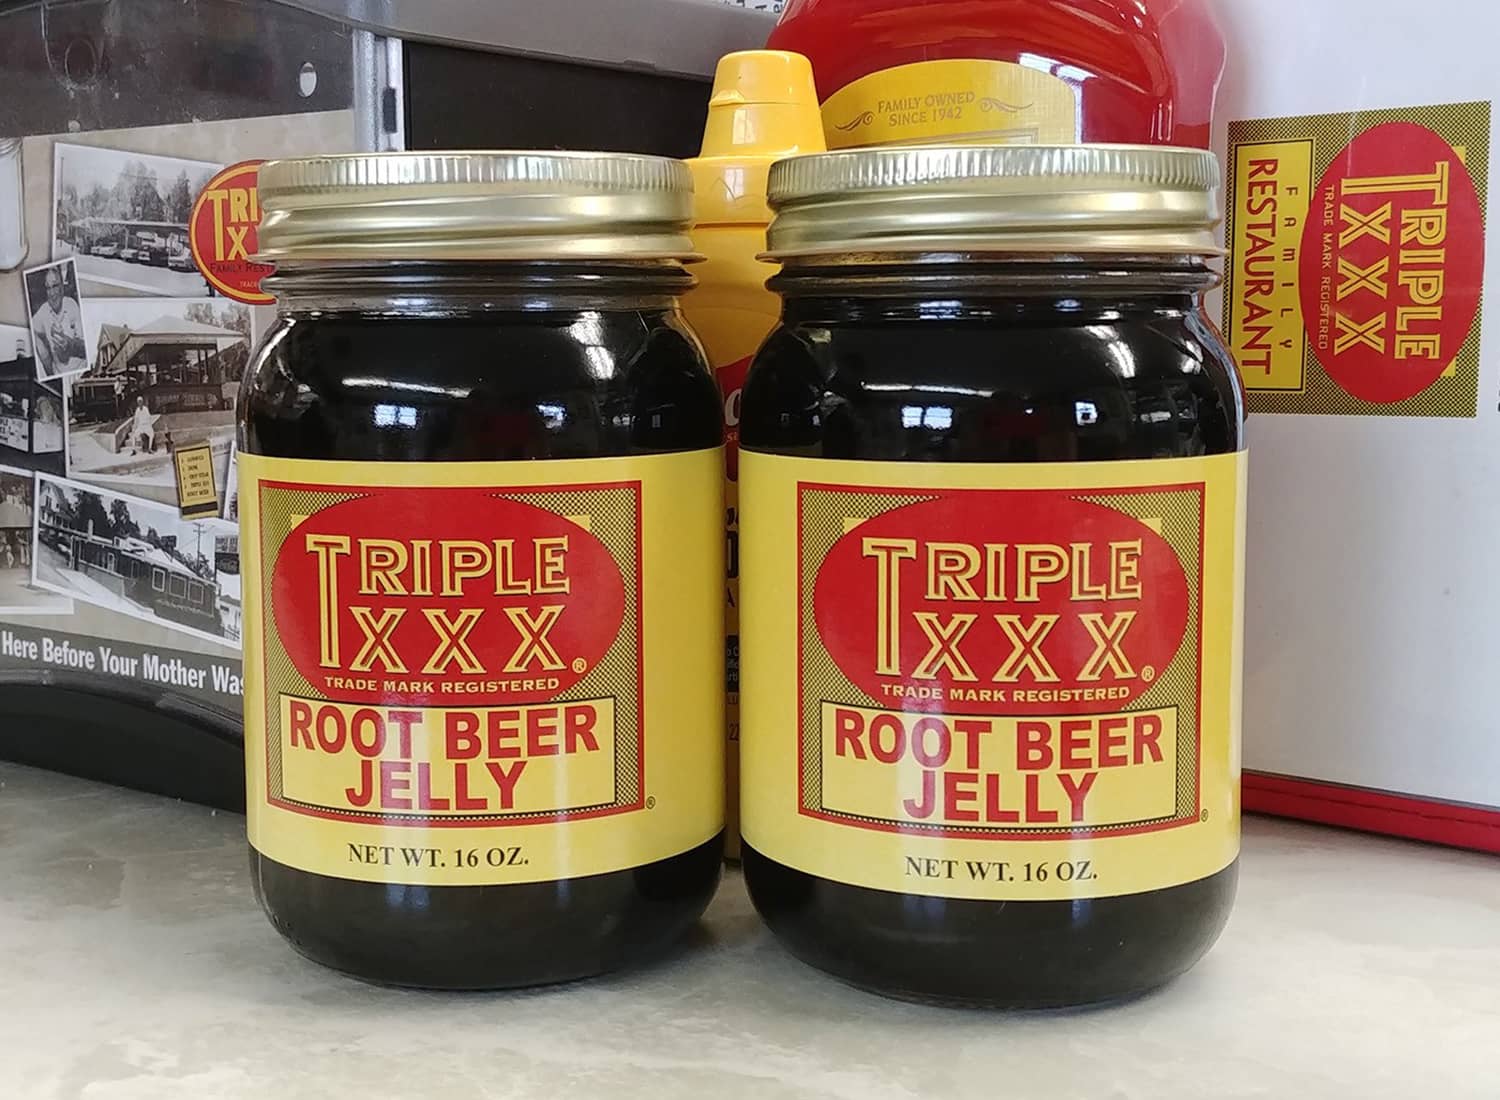 FAMILY OWNED
SINCE 1942
TRIPLE
XXX
TRADE MARK REGISTERED
FAMILY
RESTAURANT
Here Before Your Mother Was
TRIPLE
XXX®
TRADE MARK REGISTERED
ROOT BEER
JELLY
®
NET WT. 16 OZ.
TRIPLE
XXX®
TRADE MARK REGISTERED
ROOT BEER
JELLY
®
NET WT. 16 OZ.